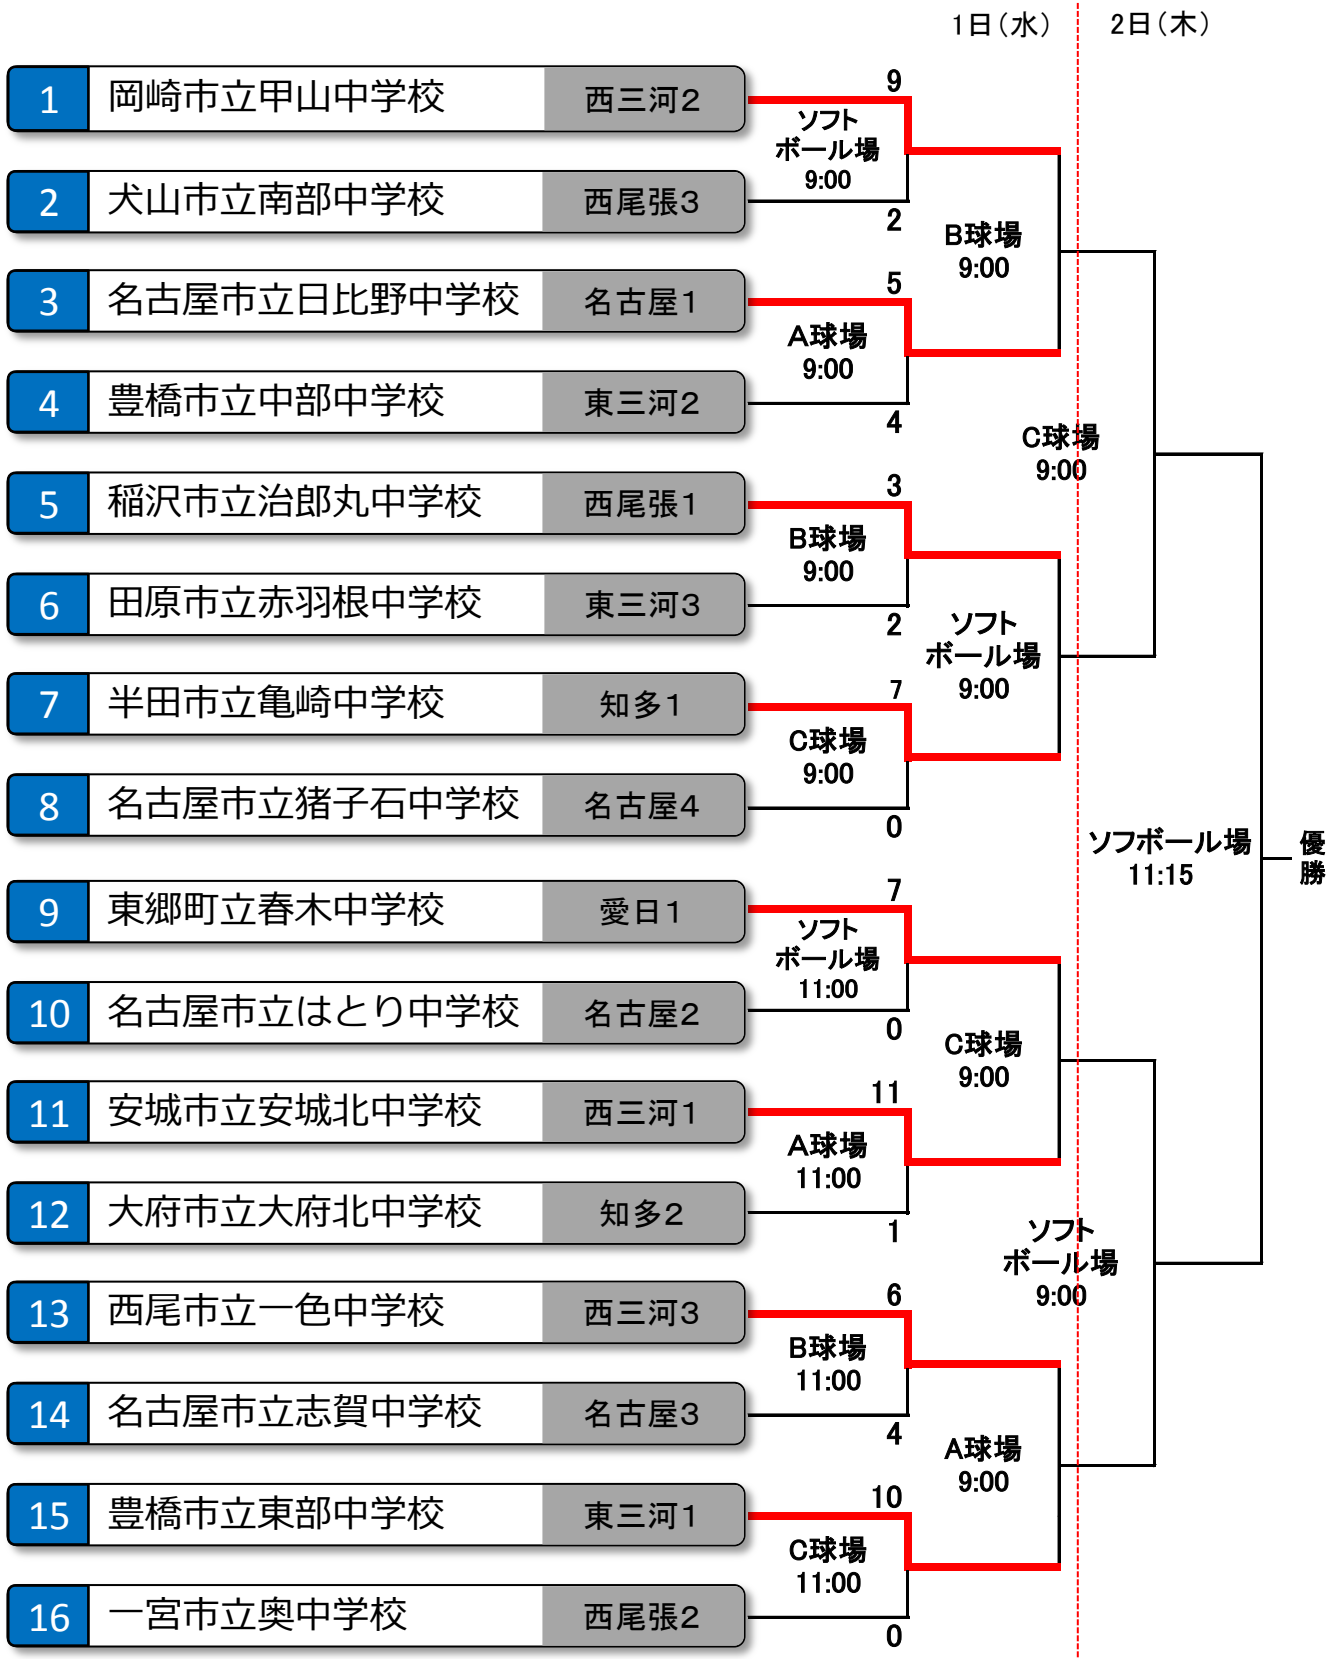 1日（水）
2日（木）
1 岡崎市立甲山中学校 西三河2
9
ソフト
ボール場
9:00
2 犬山市立南部中学校 西尾張3
2
B球場
9:00
3 名古屋市立日比野中学校 名古屋1
5
A球場
9:00
4 豊橋市立中部中学校 東三河2
4
C球場
9:00
5 稲沢市立治郎丸中学校 西尾張1
3
B球場
9:00
6 田原市立赤羽根中学校 東三河3
2
ソフト
ボール場
9:00
7 半田市立亀崎中学校 知多1
7
C球場
9:00
8 名古屋市立猪子石中学校 名古屋4
0
ソフボール場
11:15
優
勝
9 東郷町立春木中学校 愛日1
7
ソフト
ボール場
11:00
10 名古屋市立はとり中学校 名古屋2
0
C球場
9:00
11 安城市立安城北中学校 西三河1
11
A球場
11:00
12 大府市立大府北中学校 知多2
1
ソフト
ボール場
9:00
13 西尾市立一色中学校 西三河3
6
B球場
11:00
14 名古屋市立志賀中学校 名古屋3
4
A球場
9:00
15 豊橋市立東部中学校 東三河1
10
C球場
11:00
16 一宮市立奥中学校 西尾張2
0